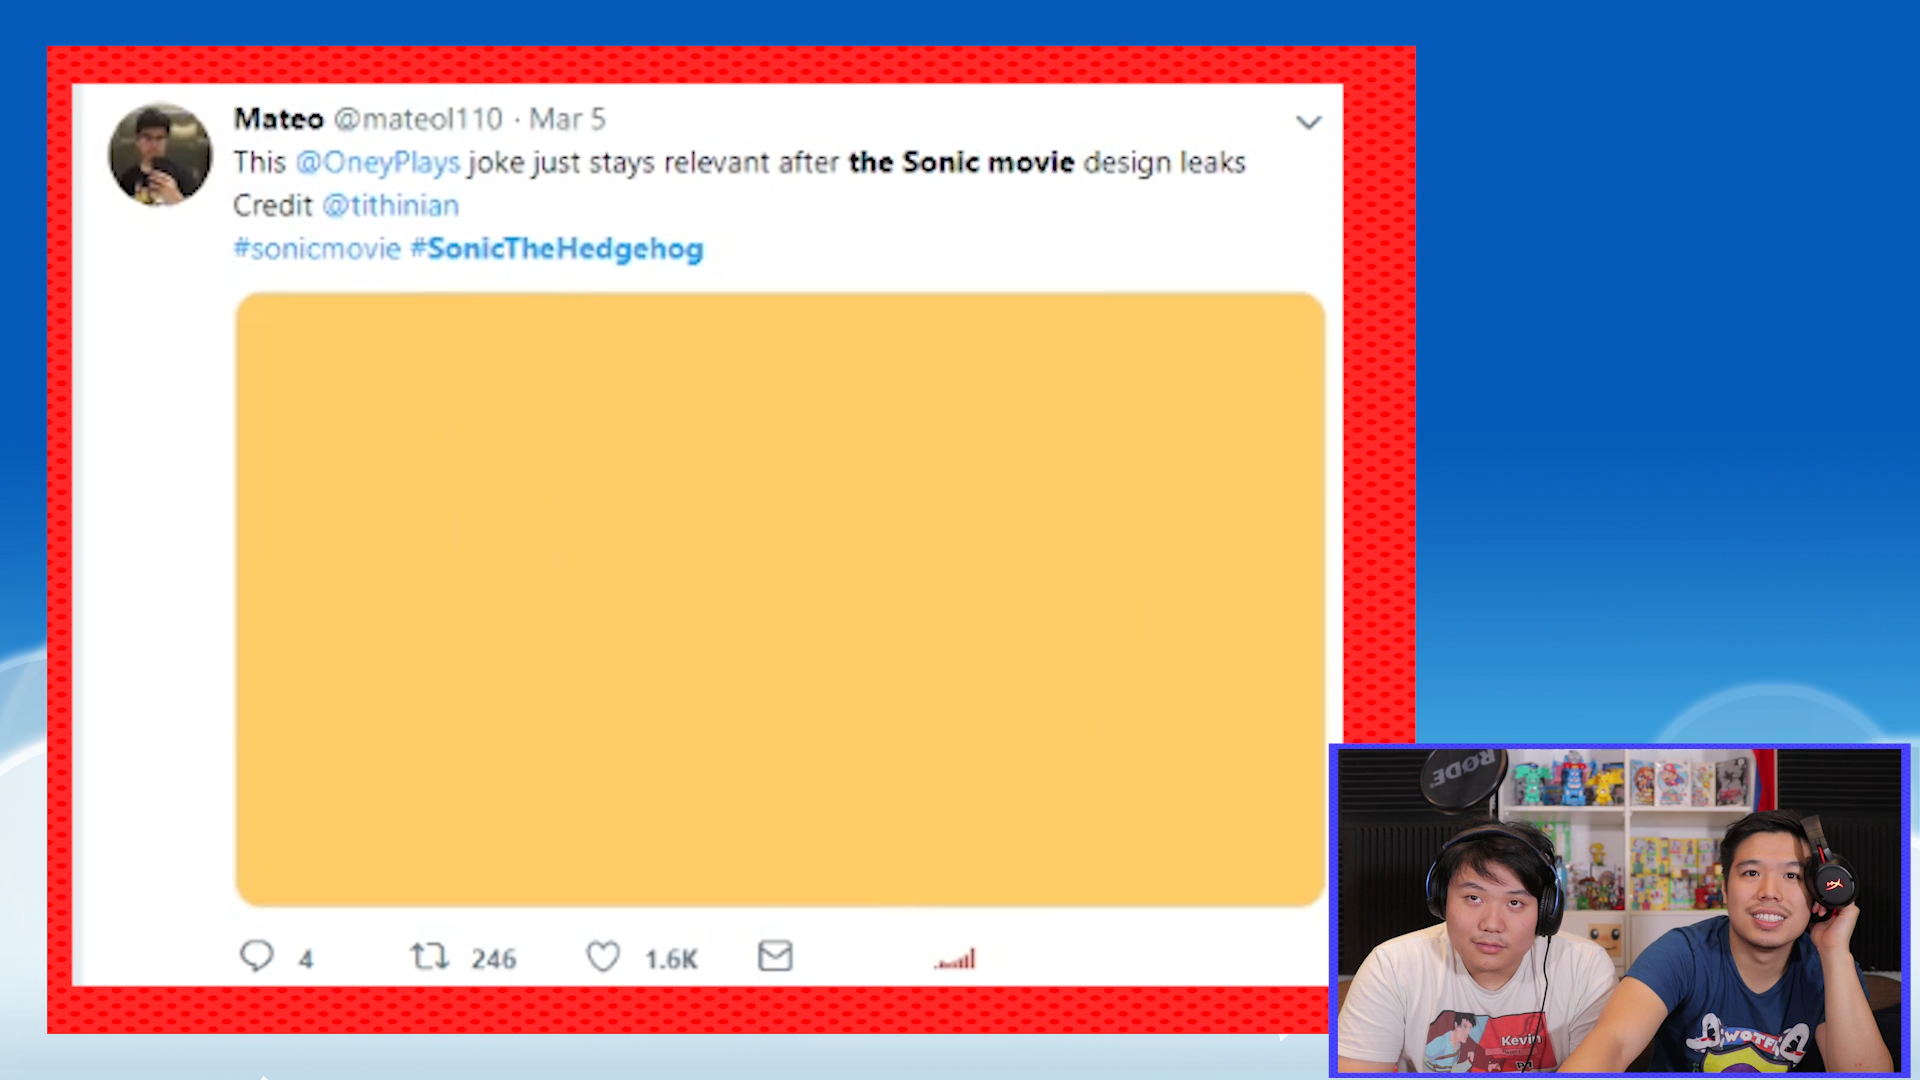 Mateo @mateol110 · Mar 5
This @OneyPlays joke just stays relevant after the Sonic movie design leaks
Credit @tithinian
#sonicmovie #SonicTheHedgehog
4 246 1.6K
RØDE
Kevin
WOTFI